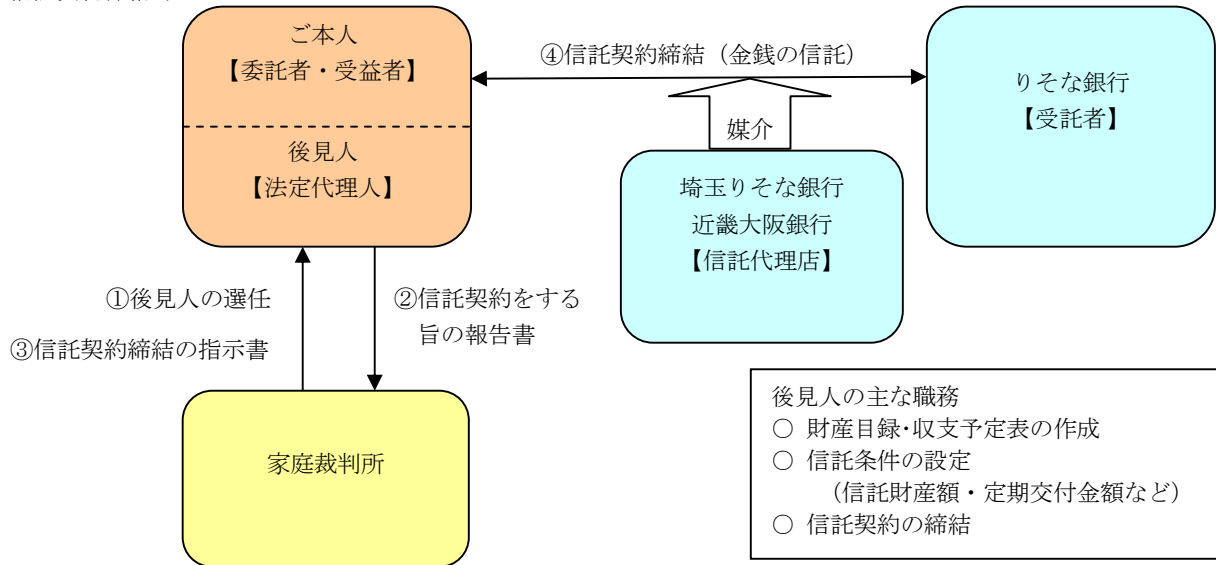 ご本人
【委託者・受益者】
後見人
【法定代理人】
④信託契約締結（金銭の信託）
媒介
りそな銀行
【受託者】
埼玉りそな銀行
近畿大阪銀行
【信託代理店】
①後見人の選任
③信託契約締結の指示書
②信託契約をする
旨の報告書
家庭裁判所
後見人の主な職務
○ 財産目録・収支予定表の作成
○ 信託条件の設定
（信託財産額・定期交付金額など）
○ 信託契約の締結